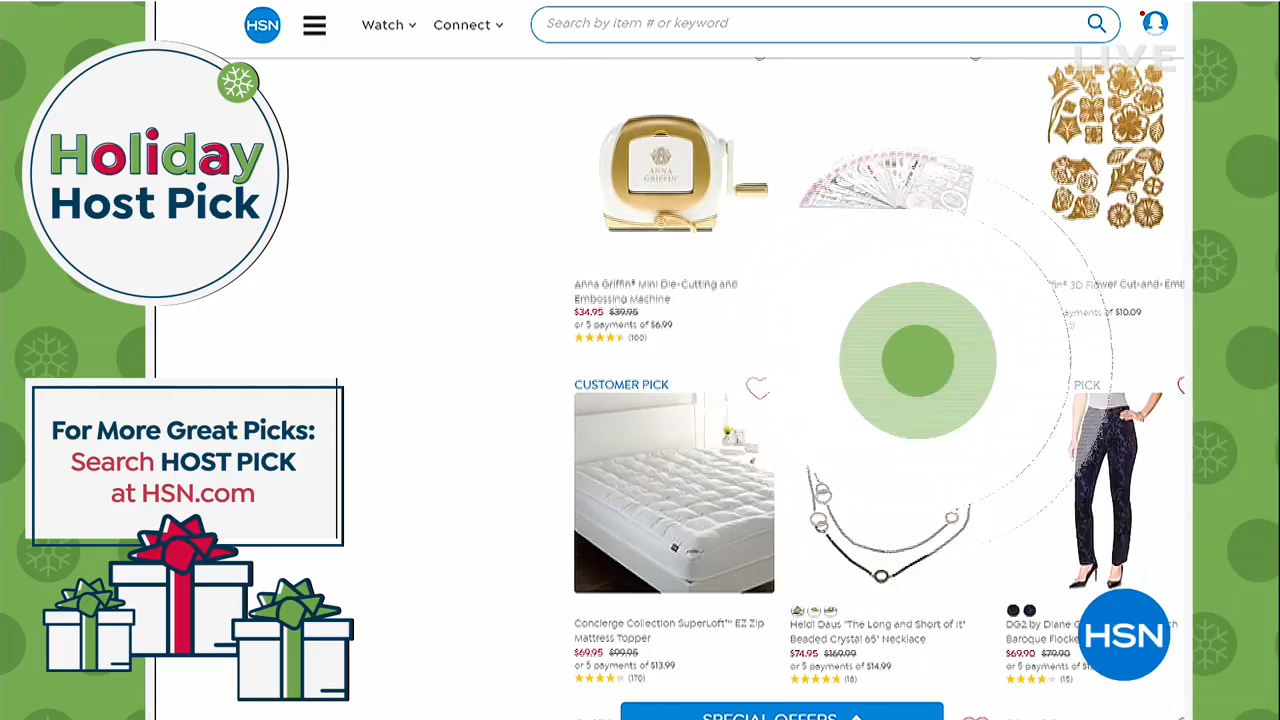 HSN
Watch
Connect
Search by item # or keyword
LIVE
Holiday
Host Pick
For More Great Picks:
Search HOST PICK
at HSN.com
ANNA
GRIFFIN
Anna Griffin® Mini Die-Cutting and
Embossing Machine
$34.95 $39.95
or 5 payments of $6.99
(100)
3D Flower Cut-and-Emb
payments of $10.09
CUSTOMER PICK
PICK
Concierge Collection SuperLoft™ EZ Zip
Mattress Topper
$69.95 $99.95
or 5 payments of $13.99
(170)
Heidi Daus "The Long and Short of It"
Beaded Crystal 65" Necklace
$74.95 $169.99
or 5 payments of $14.99
(18)
DG2 by Diane
Baroque Flocke
$69.90 $79.90
or 5 payments of
(15)
HSN
SPECIAL OFFERS